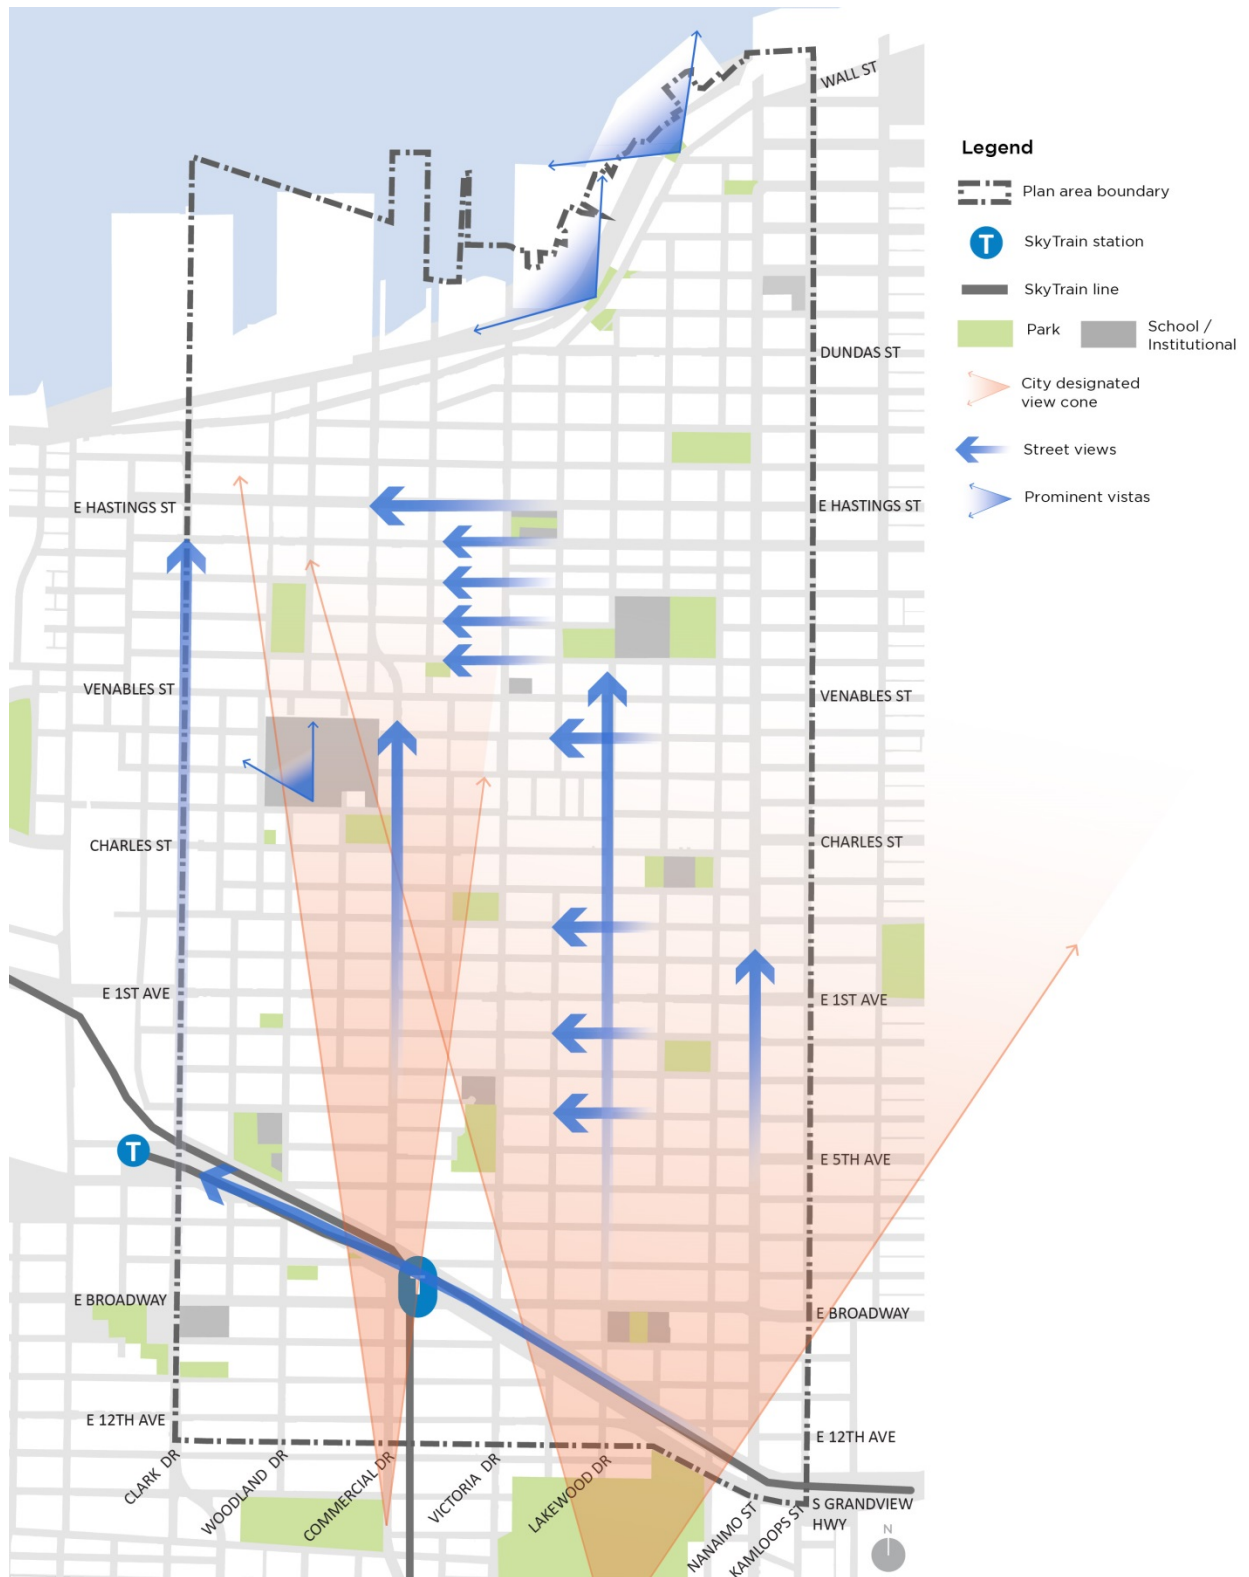 WALL ST
Legend
Plan area boundary
T
SkyTrain station
SkyTrain line
Park
School /
Institutional
City designated
view cone
Street views
Prominent vistas
DUNDAS ST
E HASTINGS ST
E HASTINGS ST
VENABLES ST
VENABLES ST
CHARLES ST
CHARLES ST
E 1ST AVE
E 1ST AVE
T
E 5TH AVE
E BROADWAY
E BROADWAY
E 12TH AVE
E 12TH AVE
CLARK DR
WOODLAND DR
COMMERCIAL DR
VICTORIA DR
LAKEWOOD DR
NANAIMO ST
KAMLOOPS ST
S GRANDVIEW
HWY
N